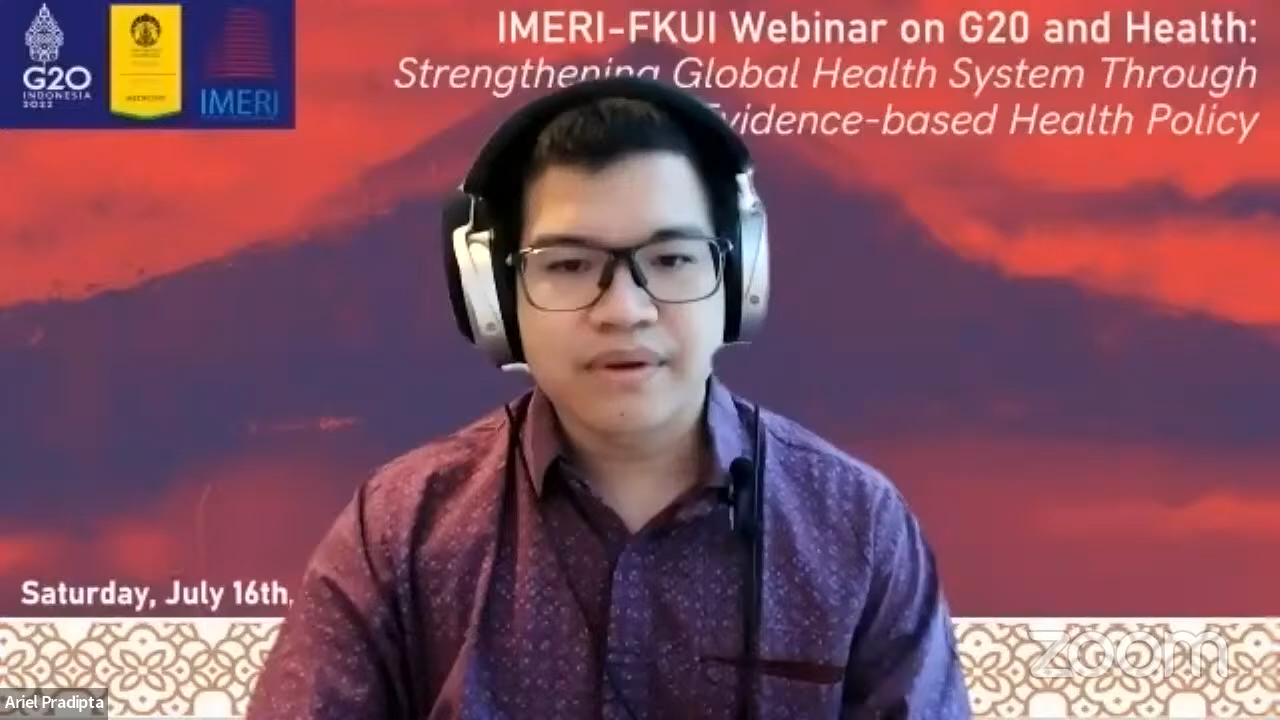 IMERI-FKUI Webinar on G20 and Health:
Strengthening Global Health System Through
Evidence-based Health Policy
G20
INDONESIA
2022
IMERI
Saturday, July 16th,
zoom
Ariel Pradipta